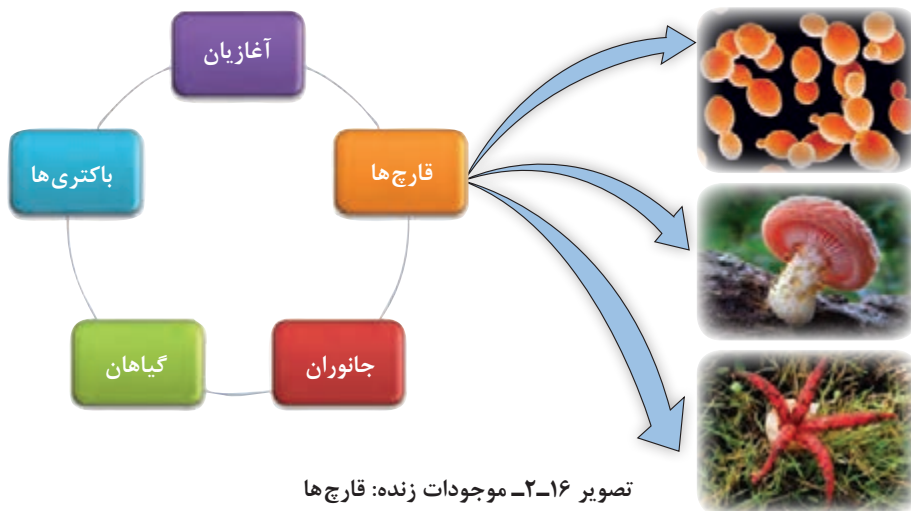 آغازیان
قارچ‌ها
باکتری‌ها
جانوران
گیاهان
تصویر ۱۶ـ۲ـ موجودات زنده: قارچ‌ها